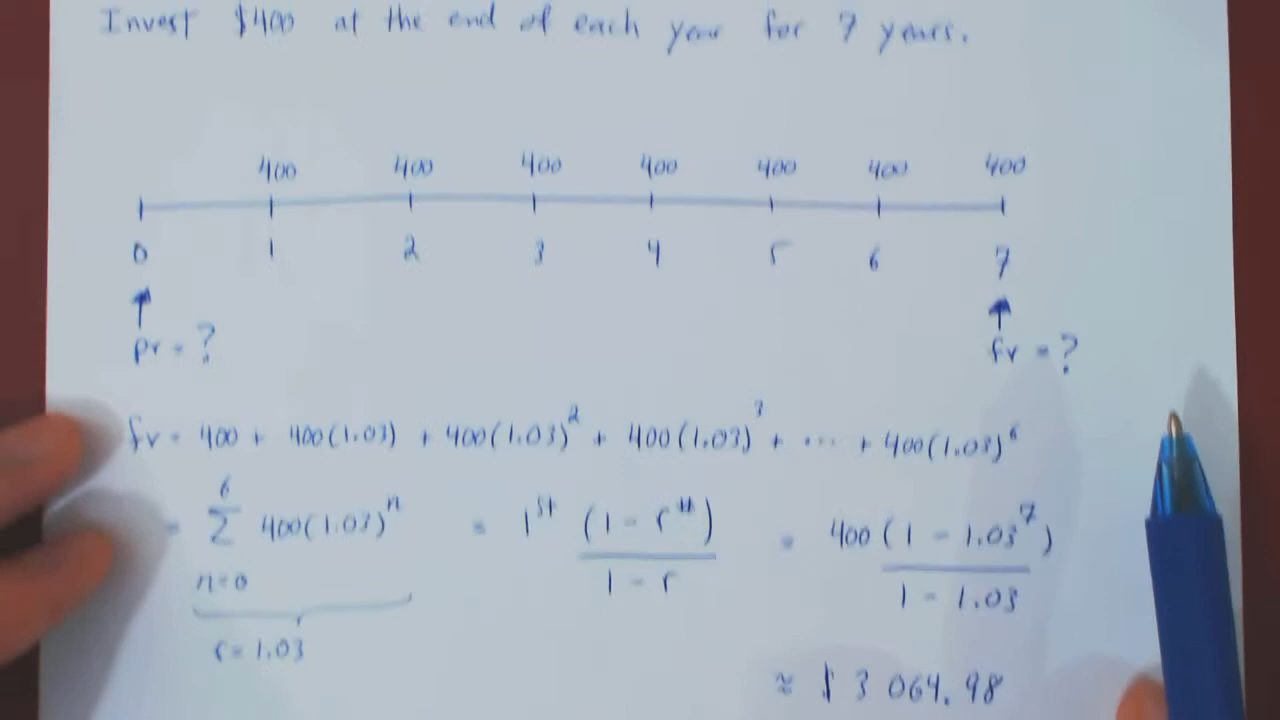 Invest $400 at the end of each year for 7 years.
400 400 400 400 400 400 400
0 1 2 3 4 5 6 7
pv = ? fv = ?
fv = 400 + 400(1.03) + 400(1.03)² + 400(1.03)³ + ... + 400(1.03)⁶
= 6 Σ n=0 400(1.03)ⁿ = 1st (1 - r^#) / 1 - r = 400 (1 - 1.03⁷) / 1 - 1.03
r = 1.03
≈ $ 3 064.98